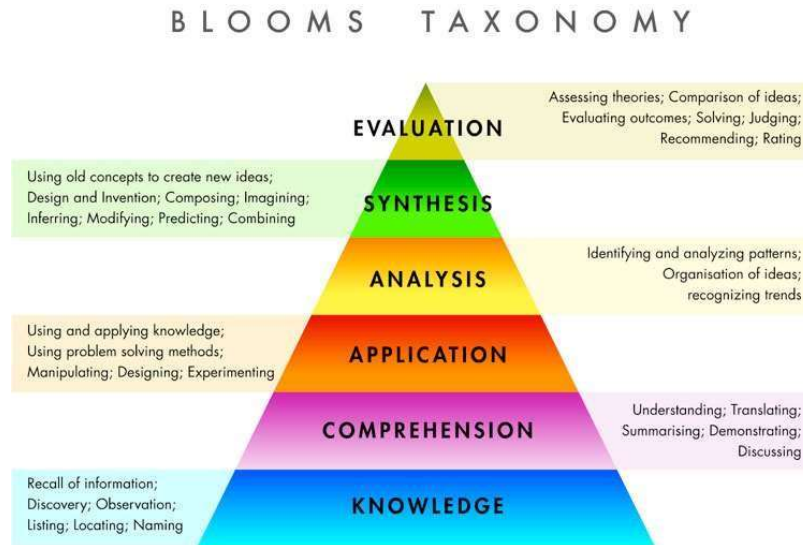 BLOOMS TAXONOMY
EVALUATION
Assessing theories; Comparison of ideas;
Evaluating outcomes; Solving; Judging;
Recommending; Rating
Using old concepts to create new ideas;
Design and Invention; Composing; Imagining;
Inferring; Modifying; Predicting; Combining
SYNTHESIS
ANALYSIS
Identifying and analyzing patterns;
Organisation of ideas;
recognizing trends
Using and applying knowledge;
Using problem solving methods;
Manipulating; Designing; Experimenting
APPLICATION
COMPREHENSION
Understanding; Translating;
Summarising; Demonstrating;
Discussing
Recall of information;
Discovery; Observation;
Listing; Locating; Naming
KNOWLEDGE